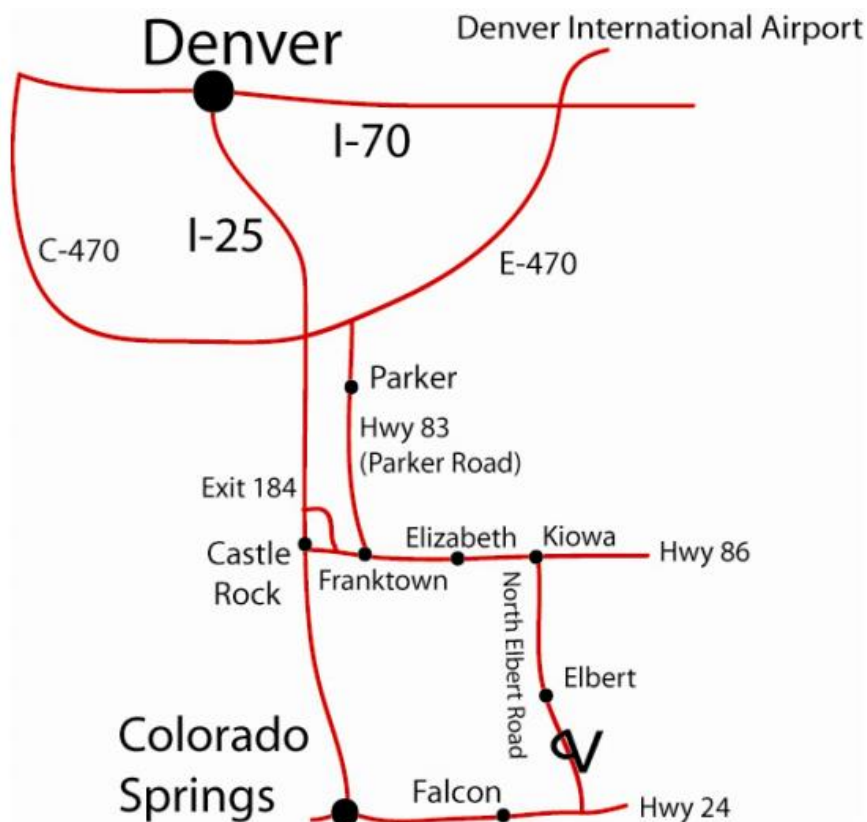 Denver
Denver International Airport
I-70
I-25
C-470
E-470
Parker
Hwy 83
(Parker Road)
Exit 184
Castle
Rock
Franktown
Elizabeth
Kiowa
Hwy 86
North Elbert Road
Elbert
V
Colorado
Springs
Falcon
Hwy 24